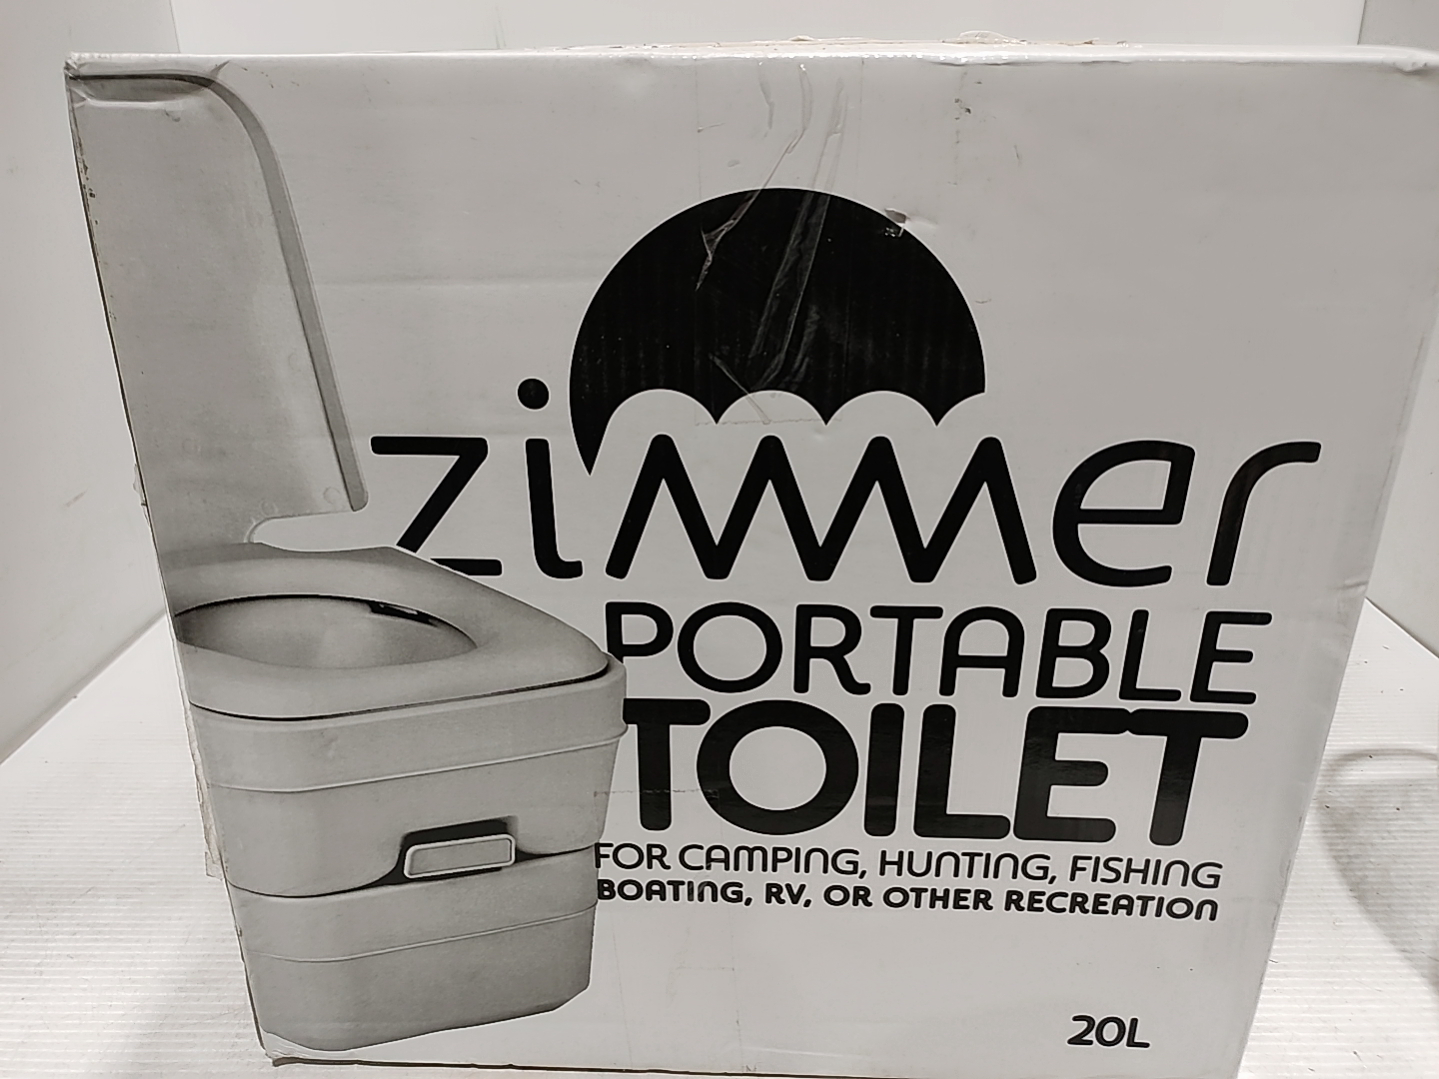 zimmer
PORTABLE
TOILET
FOR CAMPING, HUNTING, FISHING
BOATING, RV, OR OTHER RECREATION
20L